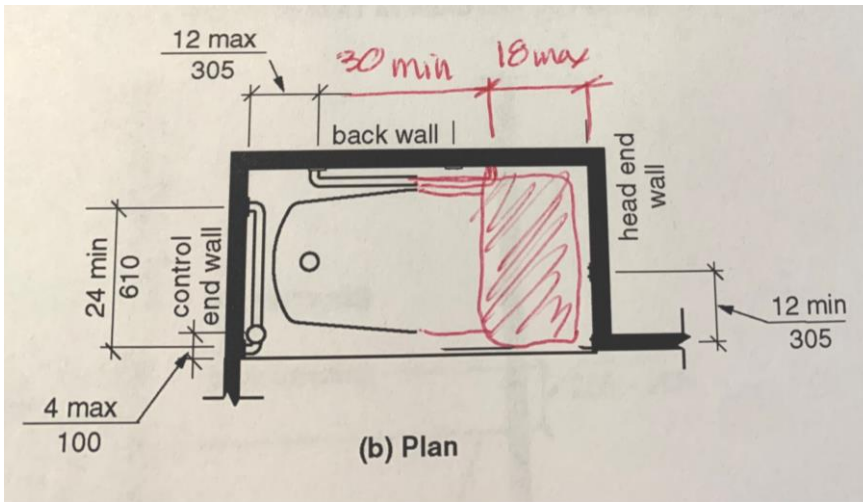 12 max
305
30 min
18 max
back wall
head end
wall
24 min
610
control
end wall
12 min
305
4 max
100
(b) Plan